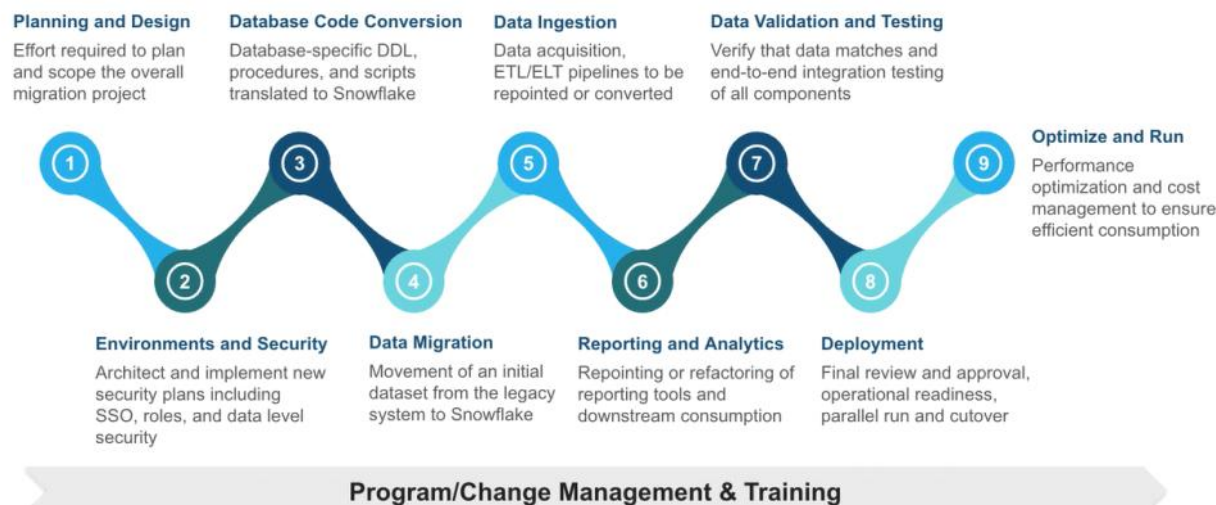 Planning and Design
Effort required to plan
and scope the overall
migration project
Database Code Conversion
Database-specific DDL,
procedures, and scripts
translated to Snowflake
Data Ingestion
Data acquisition,
ETL/ELT pipelines to be
repointed or converted
Data Validation and Testing
Verify that data matches and
end-to-end integration testing
of all components
1
3
5
7
9
Optimize and Run
Performance
optimization and cost
management to ensure
efficient consumption
2
4
6
8
Environments and Security
Architect and implement new
security plans including
SSO, roles, and data level
security
Data Migration
Movement of an initial
dataset from the legacy
system to Snowflake
Reporting and Analytics
Repointing or refactoring of
reporting tools and
downstream consumption
Deployment
Final review and approval,
operational readiness,
parallel run and cutover
Program/Change Management & Training